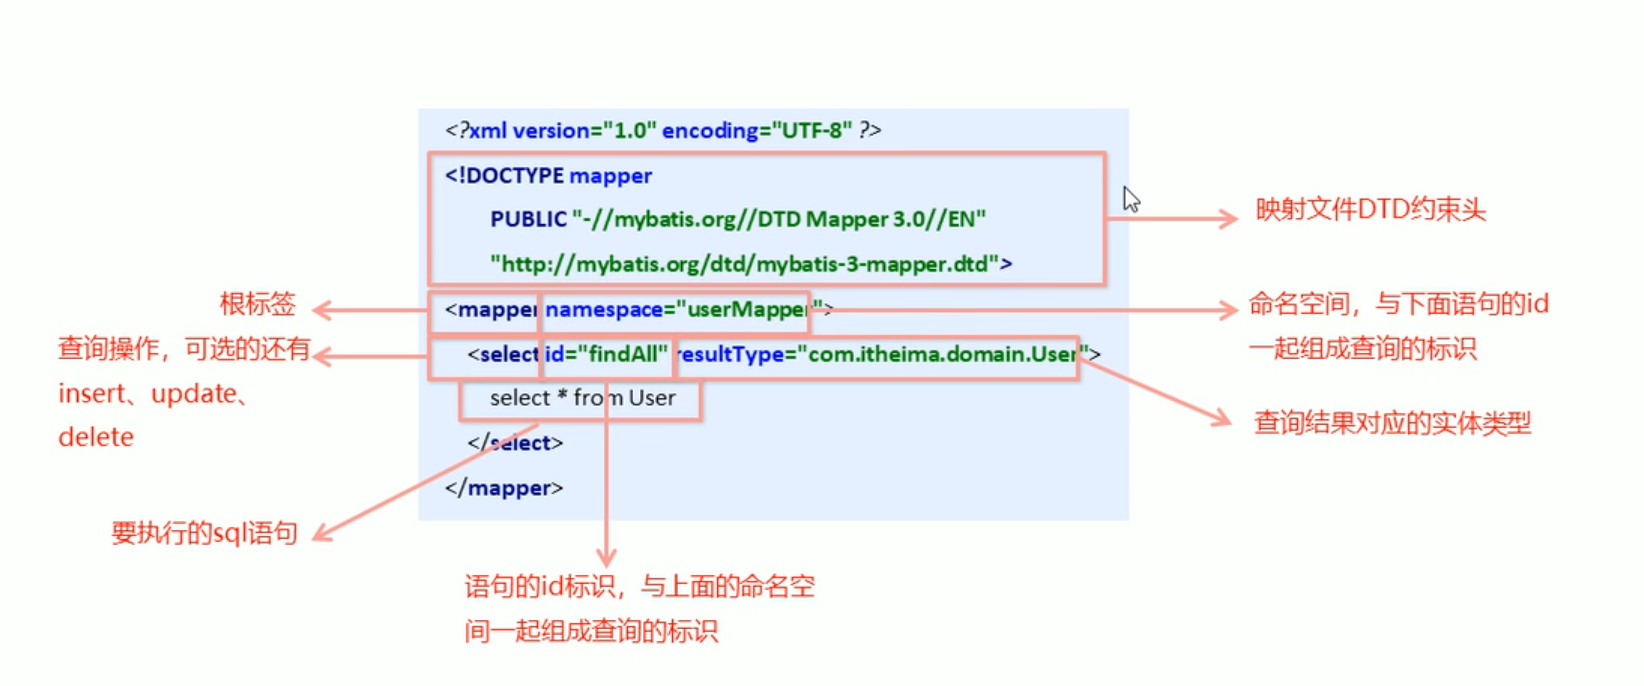 <?xml version="1.0" encoding="UTF-8" ?>
<!DOCTYPE mapper
PUBLIC "-//mybatis.org//DTD Mapper 3.0//EN"
"http://mybatis.org/dtd/mybatis-3-mapper.dtd">
<mapper namespace="userMapper">
<select id="findAll" resultType="com.itheima.domain.User">
select * from User
</select>
</mapper>
映射文件DTD约束头
根标签
命名空间，与下面语句的id
一起组成查询的标识
查询操作，可选的还有
insert、update、
delete
查询结果对应的实体类型
要执行的sql语句
语句的id标识，与上面的命名空
间一起组成查询的标识